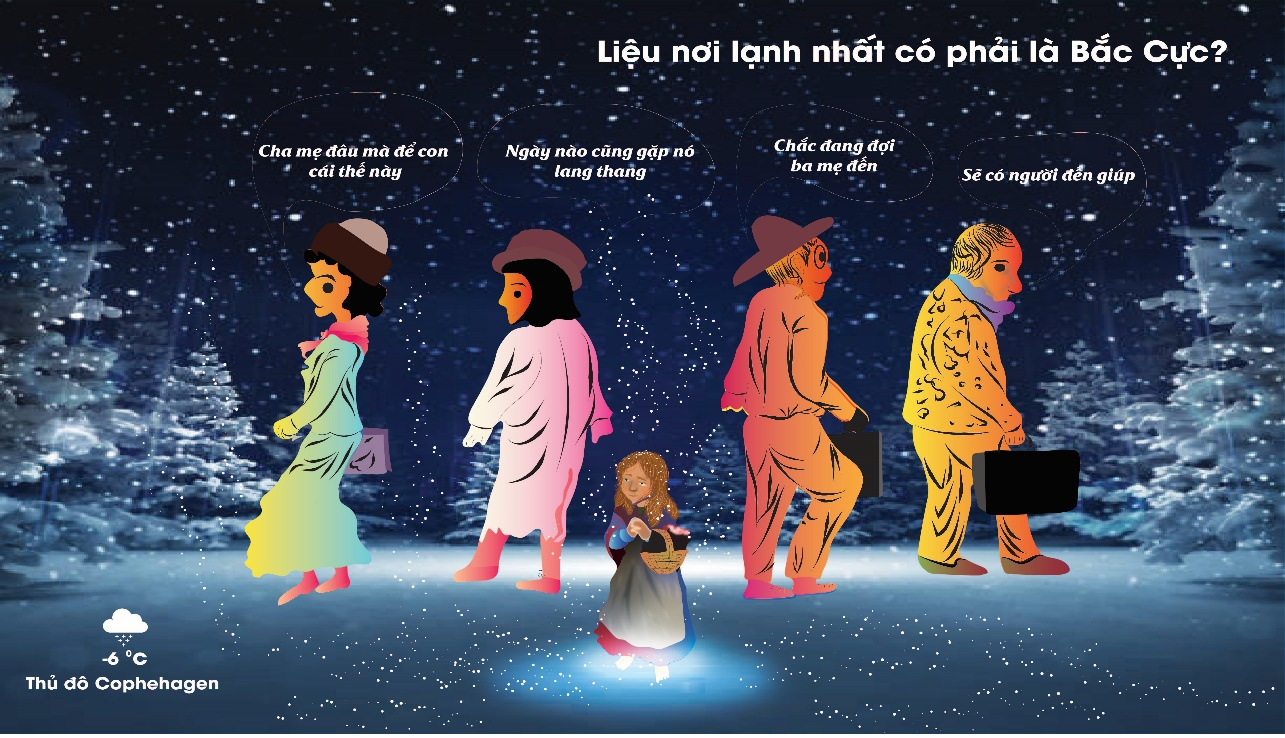 Liệu nơi lạnh nhất có phải là Bắc Cực?
Cha mẹ đâu mà để con
cái thế này
Ngày nào cũng gặp nó
lang thang
Chắc đang đợi
ba mẹ đến
Sẽ có người đến giúp
-6 °C
Thủ đô Cophehagen